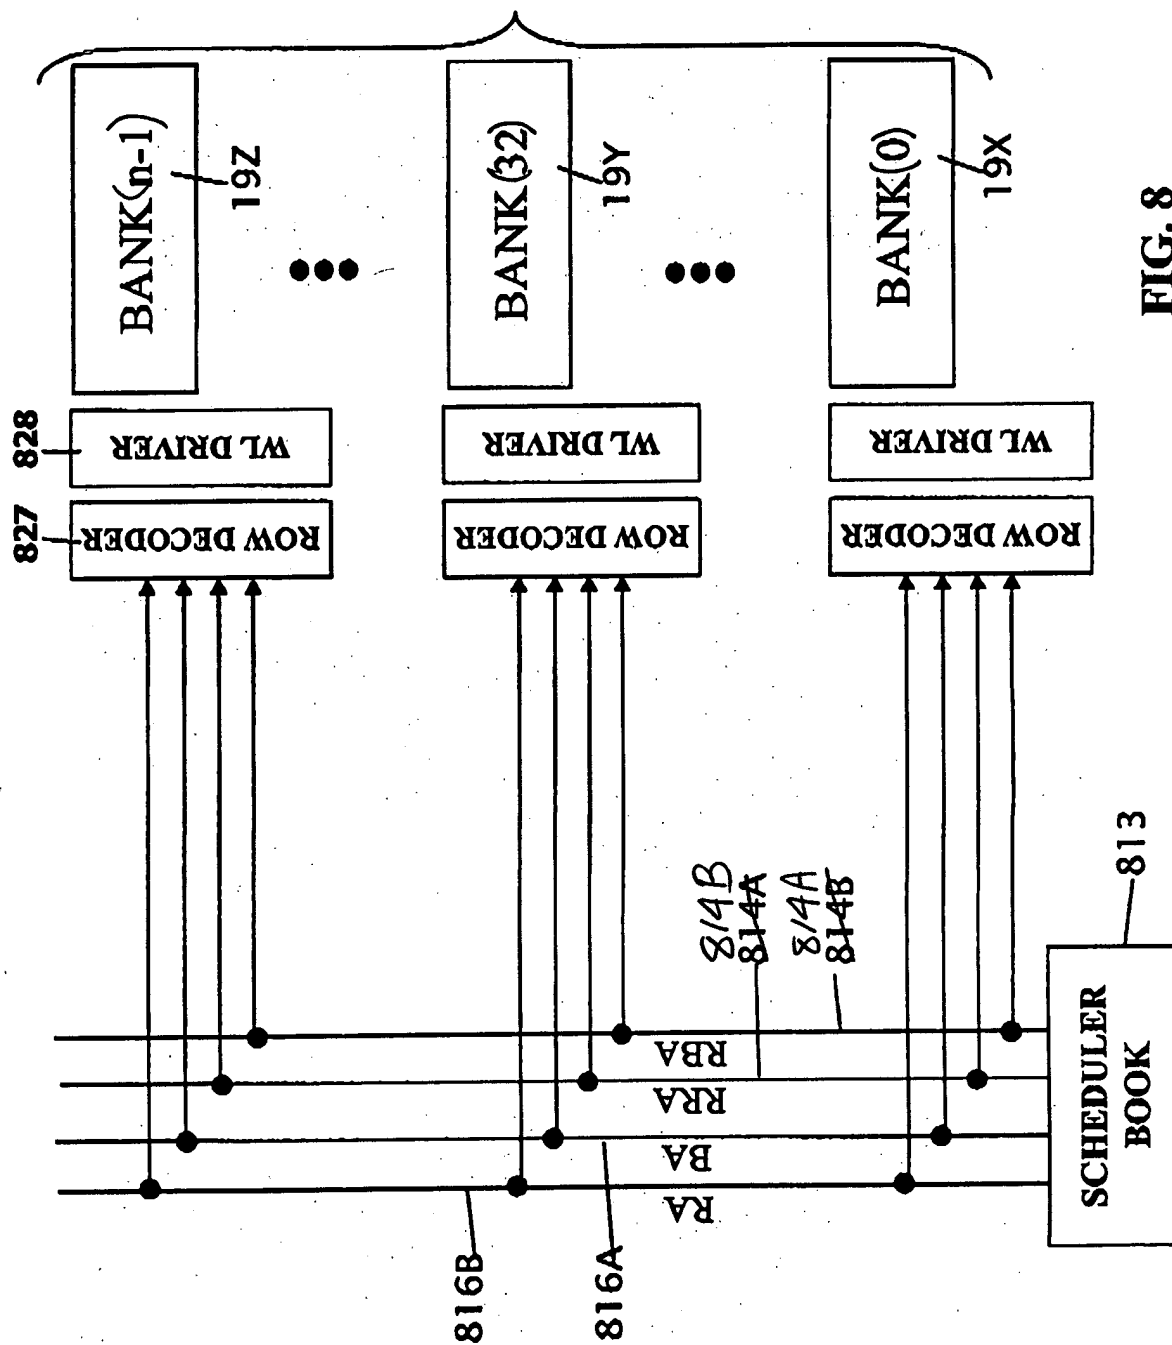 828
827
WL DRIVER
ROW DECODER
BANK(n-1)
19Z
WL DRIVER
ROW DECODER
BANK(32)
19Y
WL DRIVER
ROW DECODER
BANK(0)
19X
816B
816A
RA
BA
RRA
RBA
814B
814A
814A
814B
SCHEDULER
BOOK
813
FIG. 8